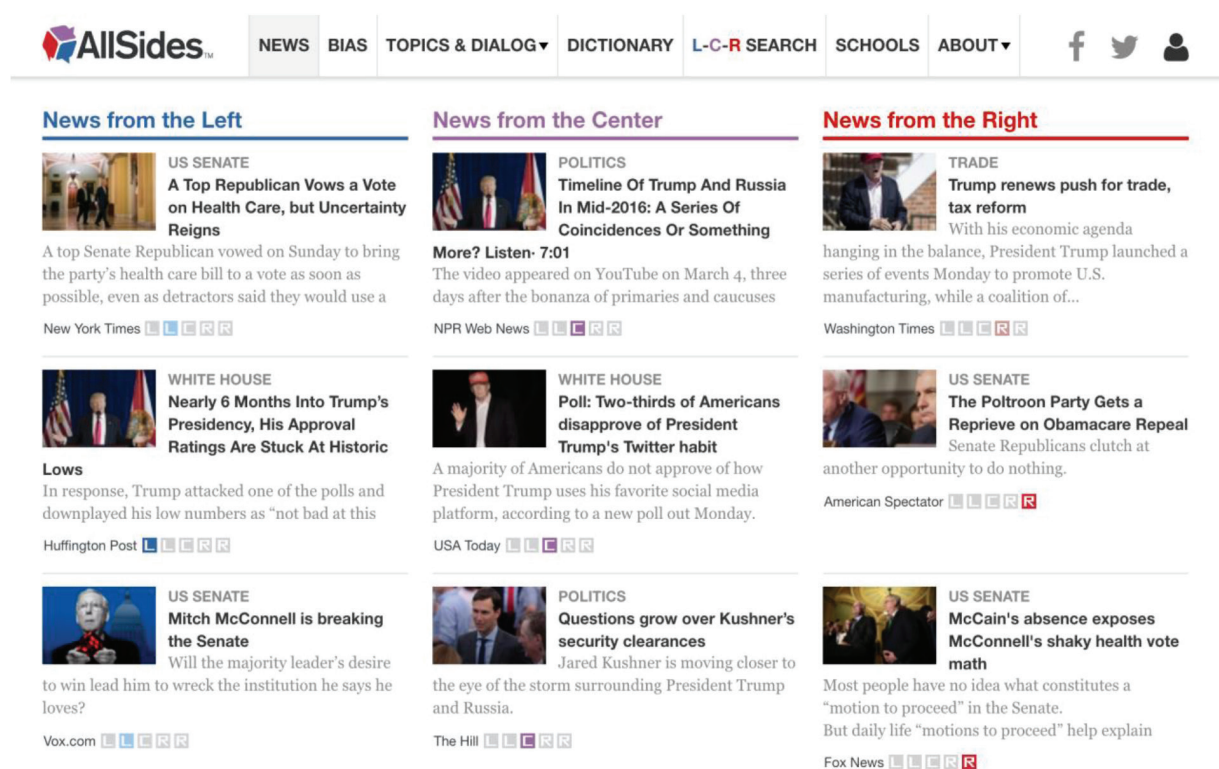 AllSides™
NEWS
BIAS
TOPICS & DIALOG▾
DICTIONARY
L-C-R SEARCH
SCHOOLS
ABOUT▾
News from the Left
US SENATE
A Top Republican Vows a Vote
on Health Care, but Uncertainty
Reigns
A top Senate Republican vowed on Sunday to bring
the party's health care bill to a vote as soon as
possible, even as detractors said they would use a
New York Times L L C R R
WHITE HOUSE
Nearly 6 Months Into Trump's
Presidency, His Approval
Ratings Are Stuck At Historic
Lows
In response, Trump attacked one of the polls and
downplayed his low numbers as “not bad at this
Huffington Post L L C R R
US SENATE
Mitch McConnell is breaking
the Senate
Will the majority leader's desire
to win lead him to wreck the institution he says he
loves?
Vox.com L L C R R
News from the Center
POLITICS
Timeline Of Trump And Russia
In Mid-2016: A Series Of
Coincidences Or Something
More? Listen· 7:01
The video appeared on YouTube on March 4, three
days after the bonanza of primaries and caucuses
NPR Web News L L C R R
WHITE HOUSE
Poll: Two-thirds of Americans
disapprove of President
Trump's Twitter habit
A majority of Americans do not approve of how
President Trump uses his favorite social media
platform, according to a new poll out Monday.
USA Today L L C R R
POLITICS
Questions grow over Kushner's
security clearances
Jared Kushner is moving closer to
the eye of the storm surrounding President Trump
and Russia.
The Hill L L C R R
News from the Right
TRADE
Trump renews push for trade,
tax reform
With his economic agenda
hanging in the balance, President Trump launched a
series of events Monday to promote U.S.
manufacturing, while a coalition of...
Washington Times L L C R R
US SENATE
The Poltroon Party Gets a
Reprieve on Obamacare Repeal
Senate Republicans clutch at
another opportunity to do nothing.
American Spectator L L C R R
US SENATE
McCain's absence exposes
McConnell's shaky health vote
math
Most people have no idea what constitutes a
“motion to proceed” in the Senate.
But daily life “motions to proceed” help explain
Fox News L L C R R